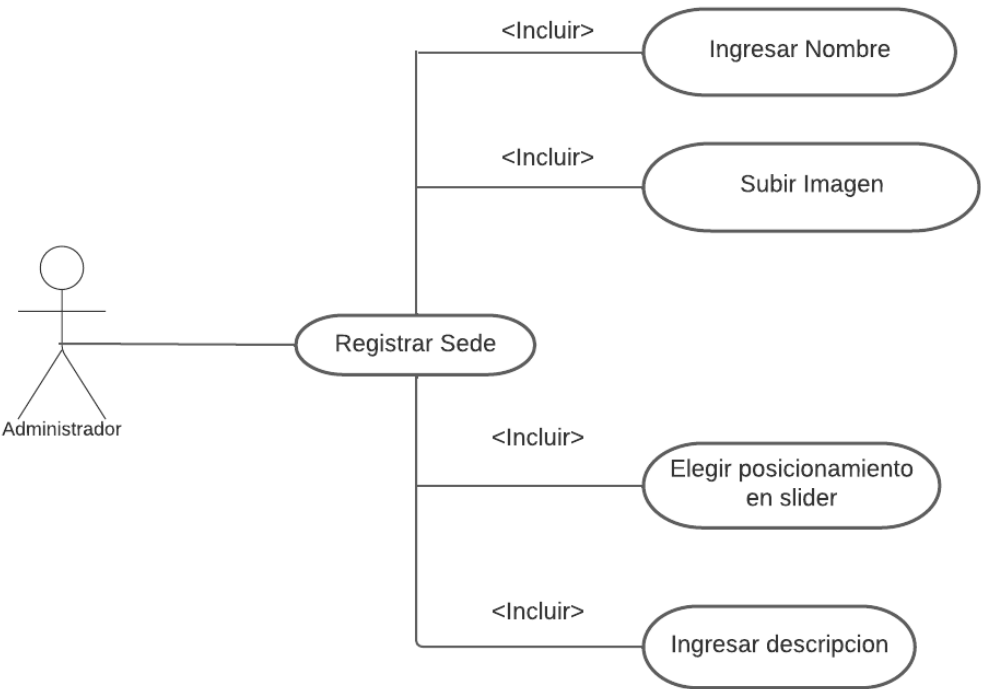 <Incluir>
Ingresar Nombre
<Incluir>
Subir Imagen
Registrar Sede
Administrador
<Incluir>
Elegir posicionamiento
en slider
<Incluir>
Ingresar descripcion